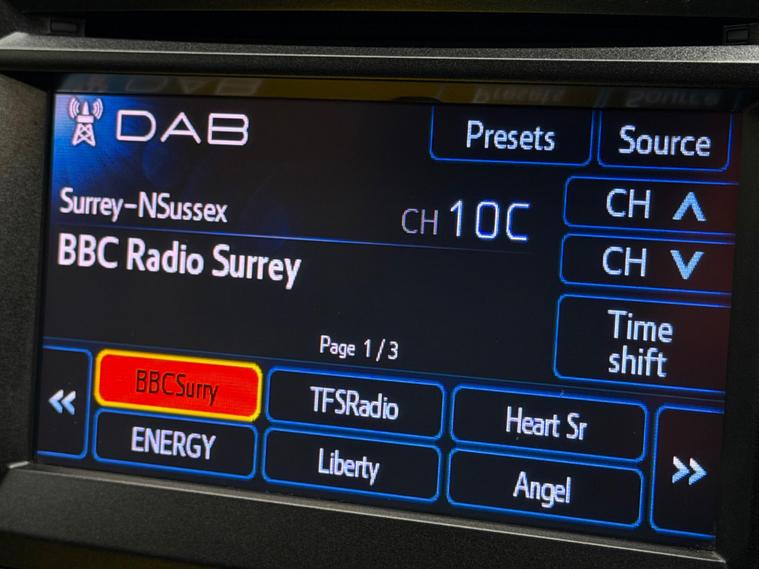 DAB
Presets
Source
Surrey-NSussex
CH 10C
CH
BBC Radio Surrey
CH
Time
shift
Page 1/3
BBCSurry
TFSRadio
Heart Sr
ENERGY
Liberty
Angel